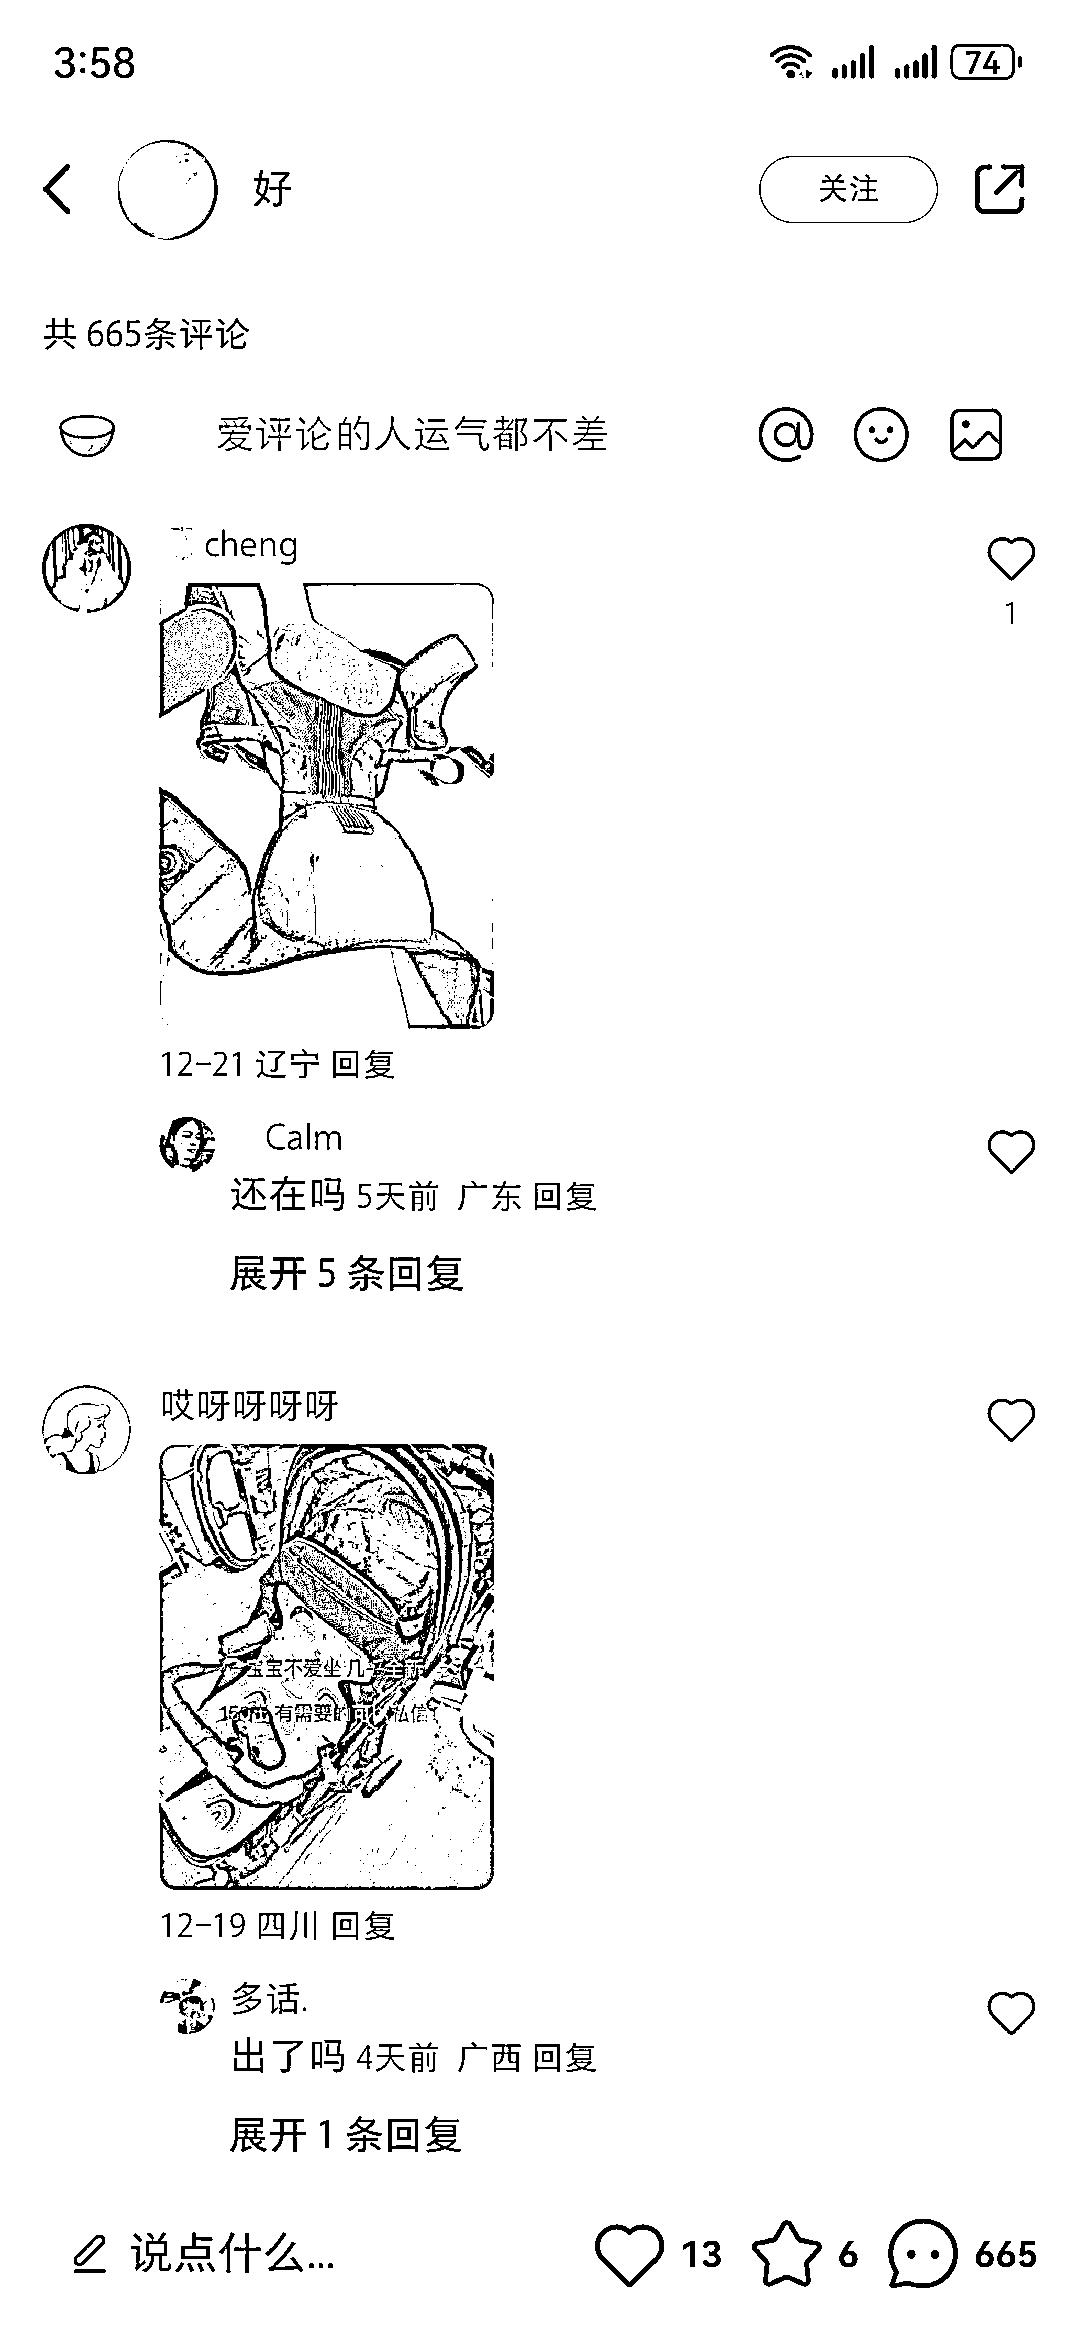 3:58
74
好
关注
共 665条评论
爱评论的人运气都不差
cheng
1
12-21 辽宁 回复
Calm
还在吗 5天前 广东 回复
展开 5 条回复
哎呀呀呀呀
宝宝不爱坐 几乎全新
有需要的可以私信
12-19 四川 回复
多话.
出了吗 4天前 广西 回复
展开 1 条回复
说点什么...
13
6
665